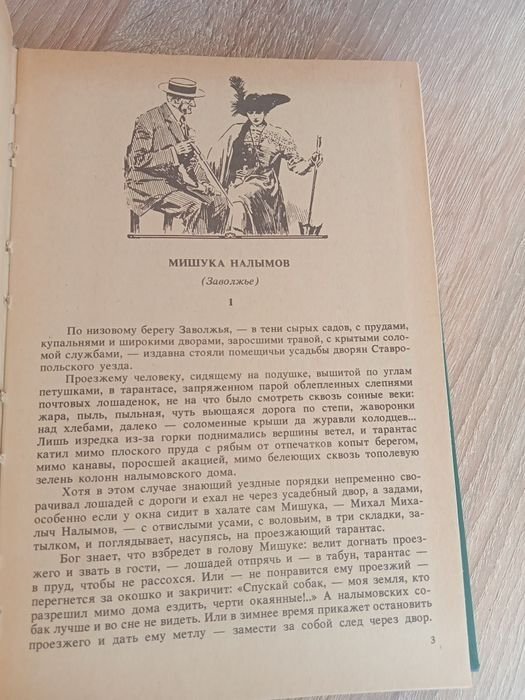 МИШУКА НАЛЫМОВ
(Заволжье)
1
По низовому берегу Заволжья, — в тени сырых садов, с прудами,
купальнями и широкими дворами, заросшими травой, с крытыми соло-
мой службами, — издавна стояли помещичьи усадьбы дворян Ставро-
польского уезда.
Проезжему человеку, сидящему на подушке, вышитой по углам
петушками, в тарантасе, запряженном парой облепленных слепнями
почтовых лошаденок, не на что было смотреть сквозь сонные веки:
жара, пыль, пыльная, чуть вьющаяся дорога по степи, жаворонки
над хлебами, далеко — соломенные крыши да журавли колодцев...
Лишь изредка из-за горки поднимались вершины ветел, и тарантас
катил мимо плоского пруда с рябым от отпечатков копыт берегом,
мимо канавы, поросшей акацией, мимо белеющих сквозь тополевую
зелень колонн налымовского дома.
Хотя в этом случае знающий уездные порядки непременно сво-
рачивал лошадей с дороги и ехал не через усадебный двор, а задами,
особенно если у окна сидит в халате сам Мишука, — Михал Миха-
лыч Налымов, — с отвислыми усами, с воловьим, в три складки, за-
тылком, и поглядывает, насупясь, на проезжающий тарантас.
Бог знает, что взбредет в голову Мишуке: велит догнать проез-
жего и звать в гости, — лошадей отпрячь и — в табун, тарантас —
в пруд, чтобы не рассохся. Или — не понравится ему проезжий —
перегнется за окошко и закричит: «Спускай собак, — моя земля, кто
разрешил мимо дома ездить, черти окаянные!..» А налымовских со-
бак лучше и во сне не видеть. Или в зимнее время прикажет остановить
проезжего и дать ему метлу — замести за собой след через двор.
3